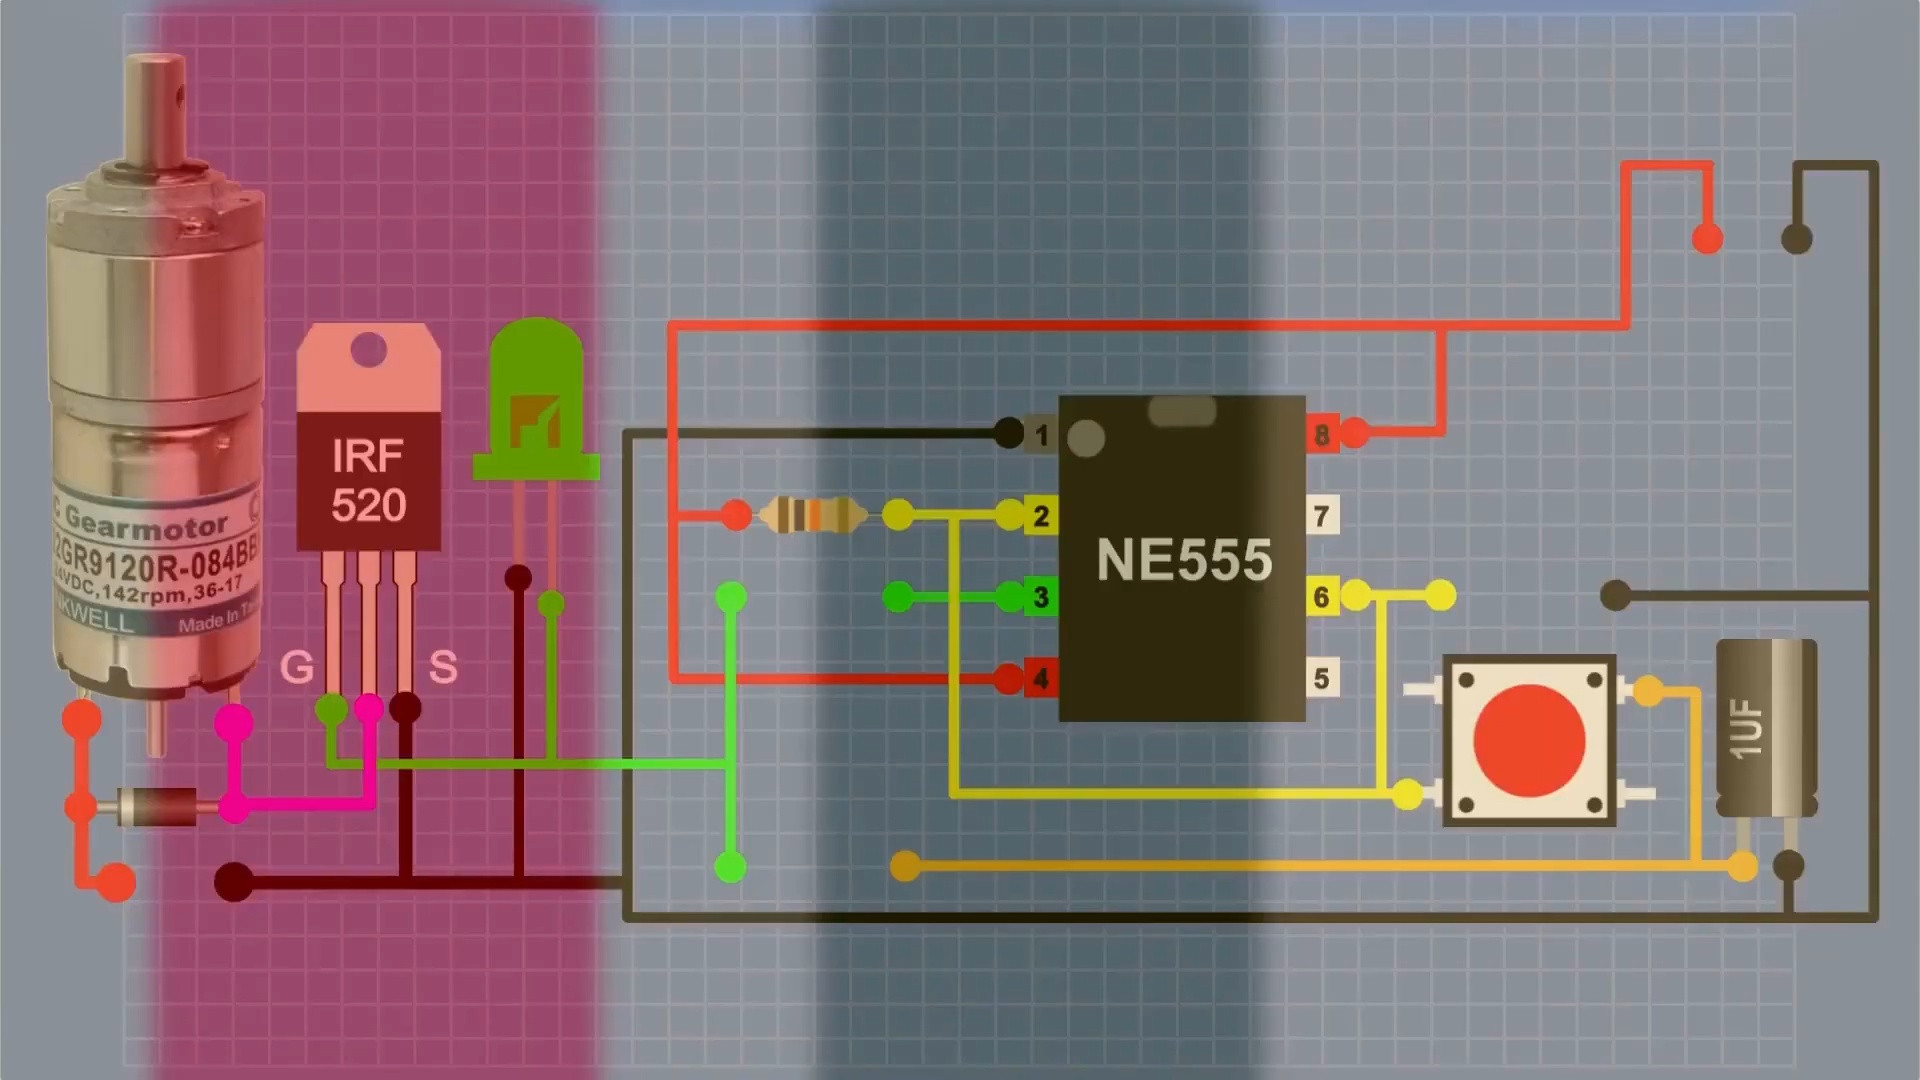 Gearmotor
2GR9120R-084BB
24VDC,142rpm,36-17
NKWELL
Made In
IRF
520
G
S
1
2
3
4
NE555
8
7
6
5
1UF